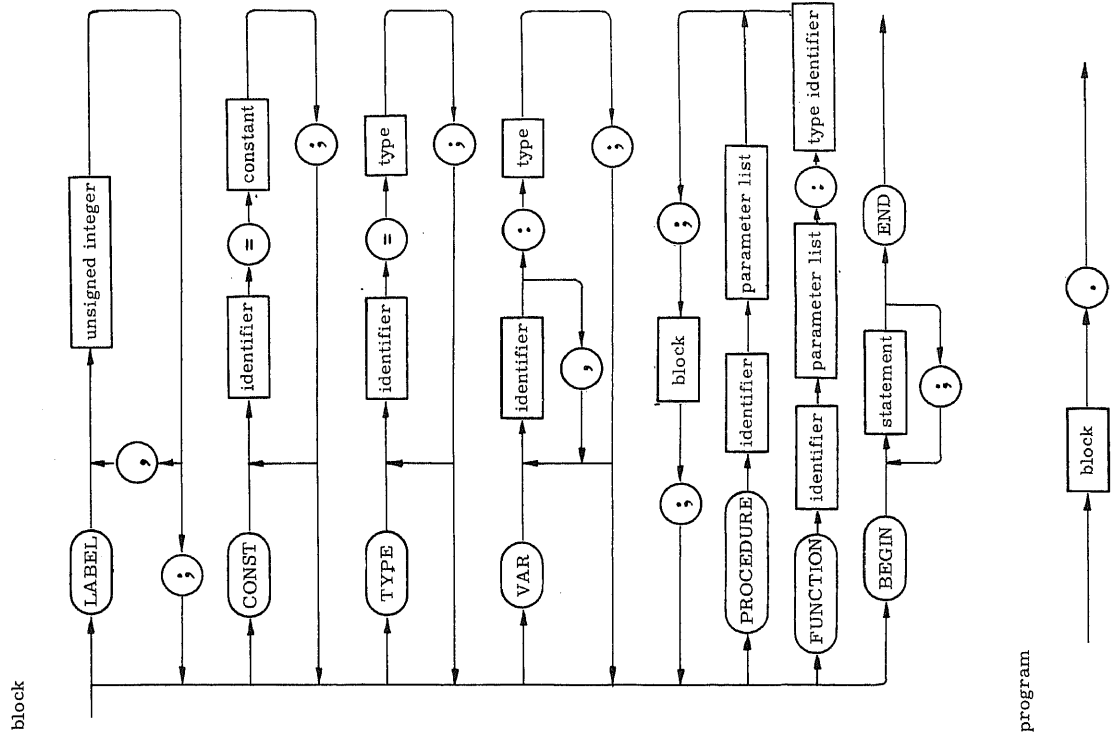 block
LABEL unsigned integer
,
;
CONST identifier = constant
;
TYPE identifier = type
;
VAR identifier : type
,
;
; block ;
PROCEDURE identifier parameter list
FUNCTION identifier parameter list : type identifier
BEGIN statement END
;
program
block .